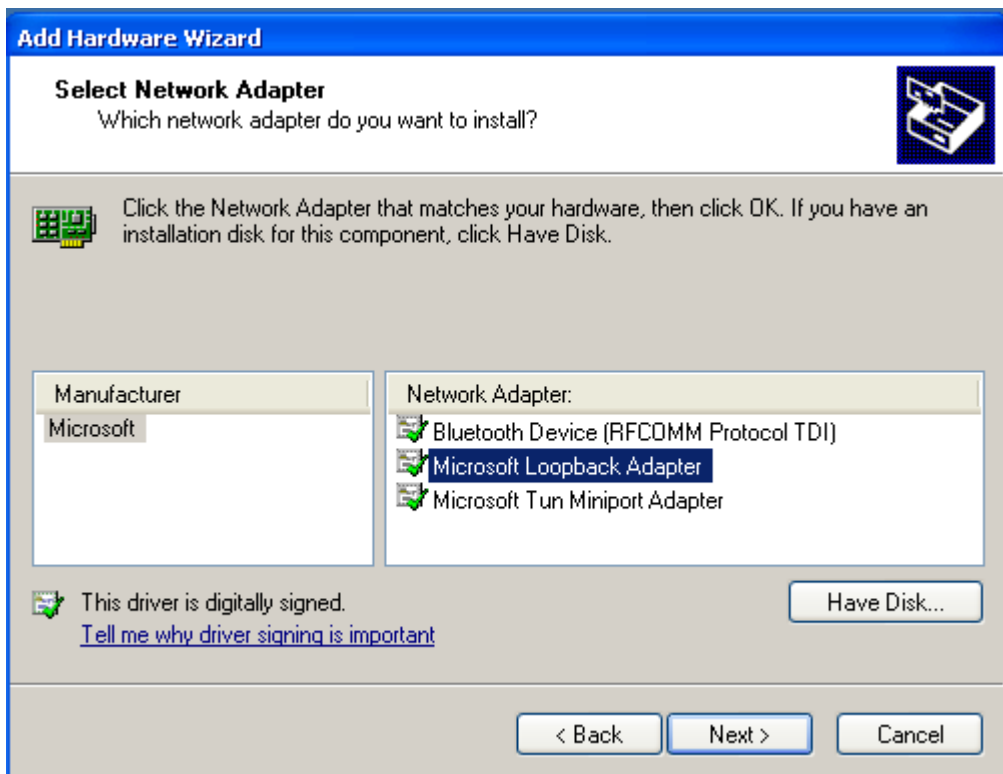 Add Hardware Wizard
Select Network Adapter
Which network adapter do you want to install?
Click the Network Adapter that matches your hardware, then click OK. If you have an
installation disk for this component, click Have Disk.
Manufacturer
Microsoft
Network Adapter:
Bluetooth Device (RFCOMM Protocol TDI)
Microsoft Loopback Adapter
Microsoft Tun Miniport Adapter
This driver is digitally signed.
Tell me why driver signing is important
Have Disk...
< Back
Next >
Cancel